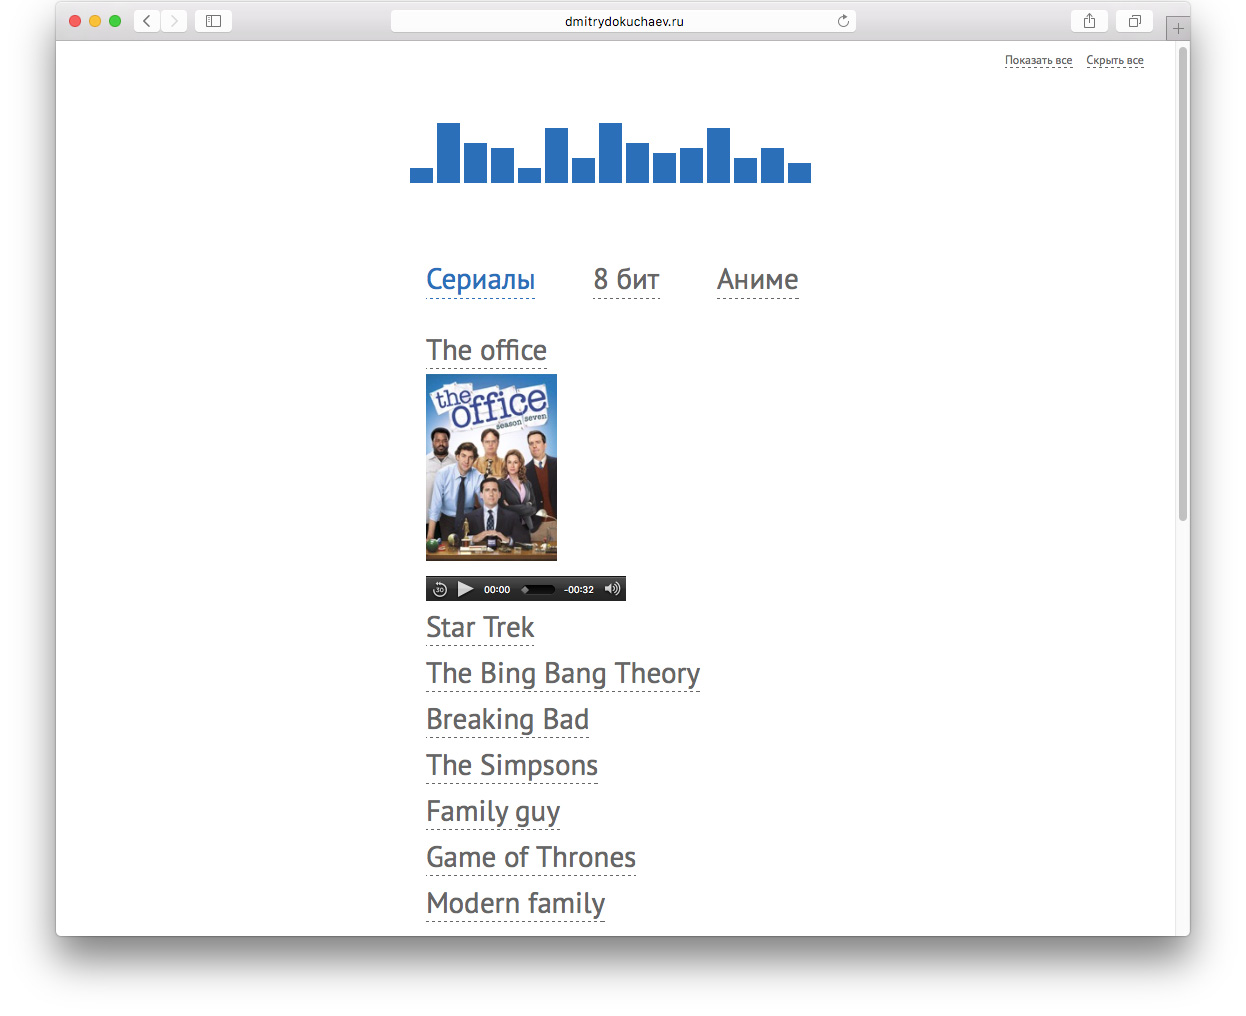 dmitrydokuchaev.ru
Показать все Скрыть все
Сериалы 8 бит Аниме
The office
the office
season seven
30 00:00 -00:32
Star Trek
The Bing Bang Theory
Breaking Bad
The Simpsons
Family guy
Game of Thrones
Modern family